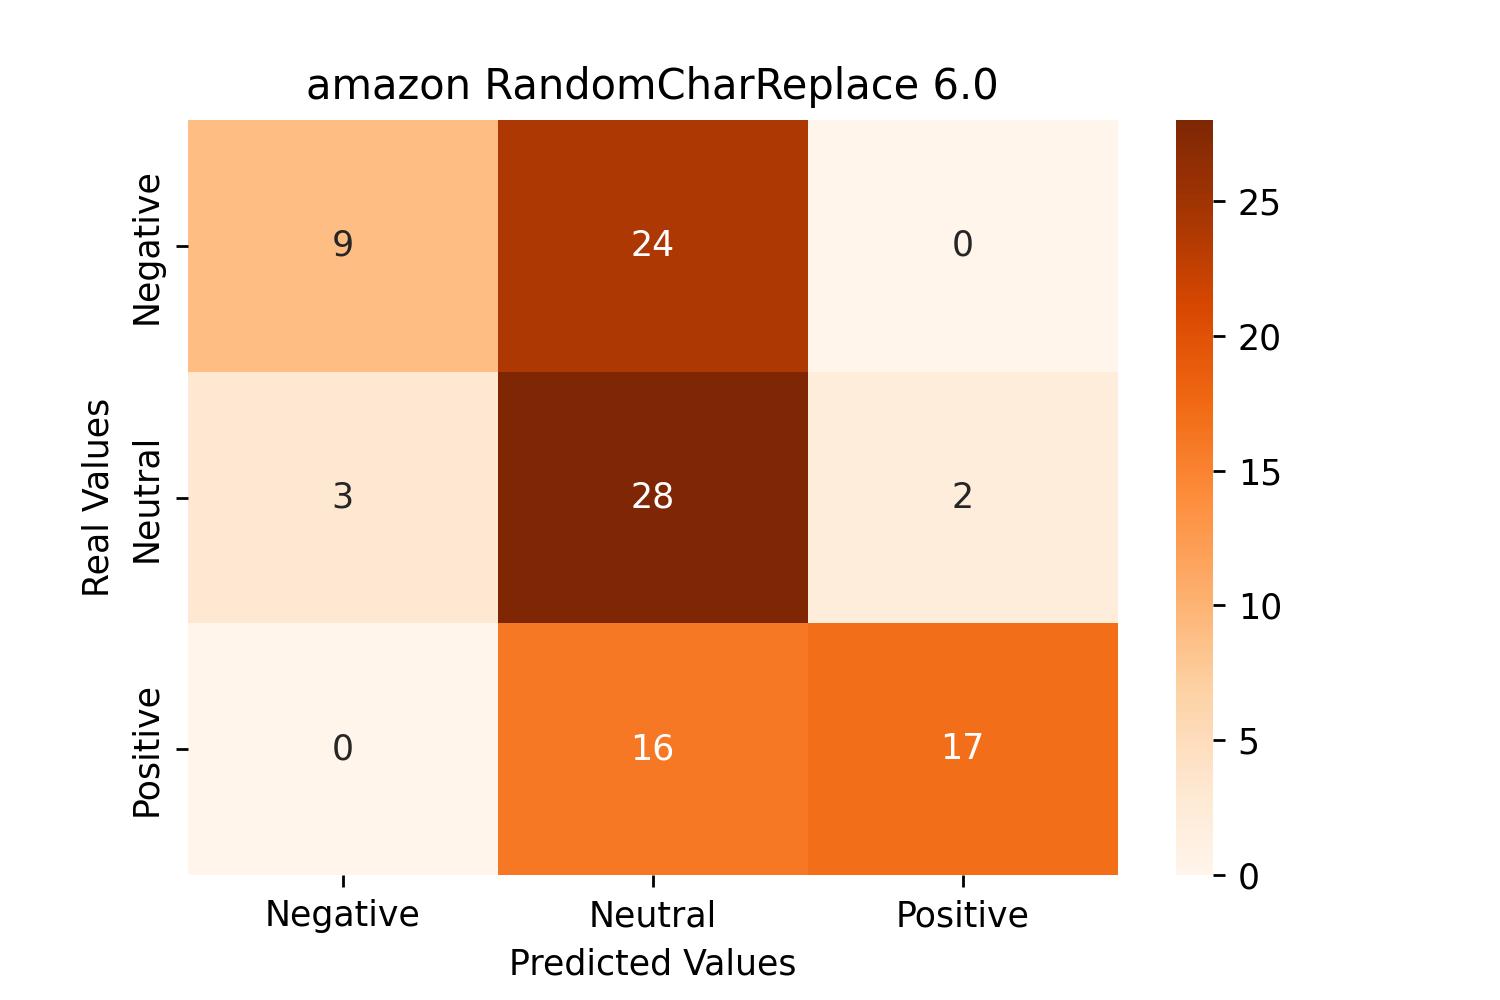 amazon RandomCharReplace 6.0
Real Values
Negative
9 24 0
Neutral
3 28 2
Positive
0 16 17
Negative Neutral Positive
Predicted Values
25
20
15
10
5
0